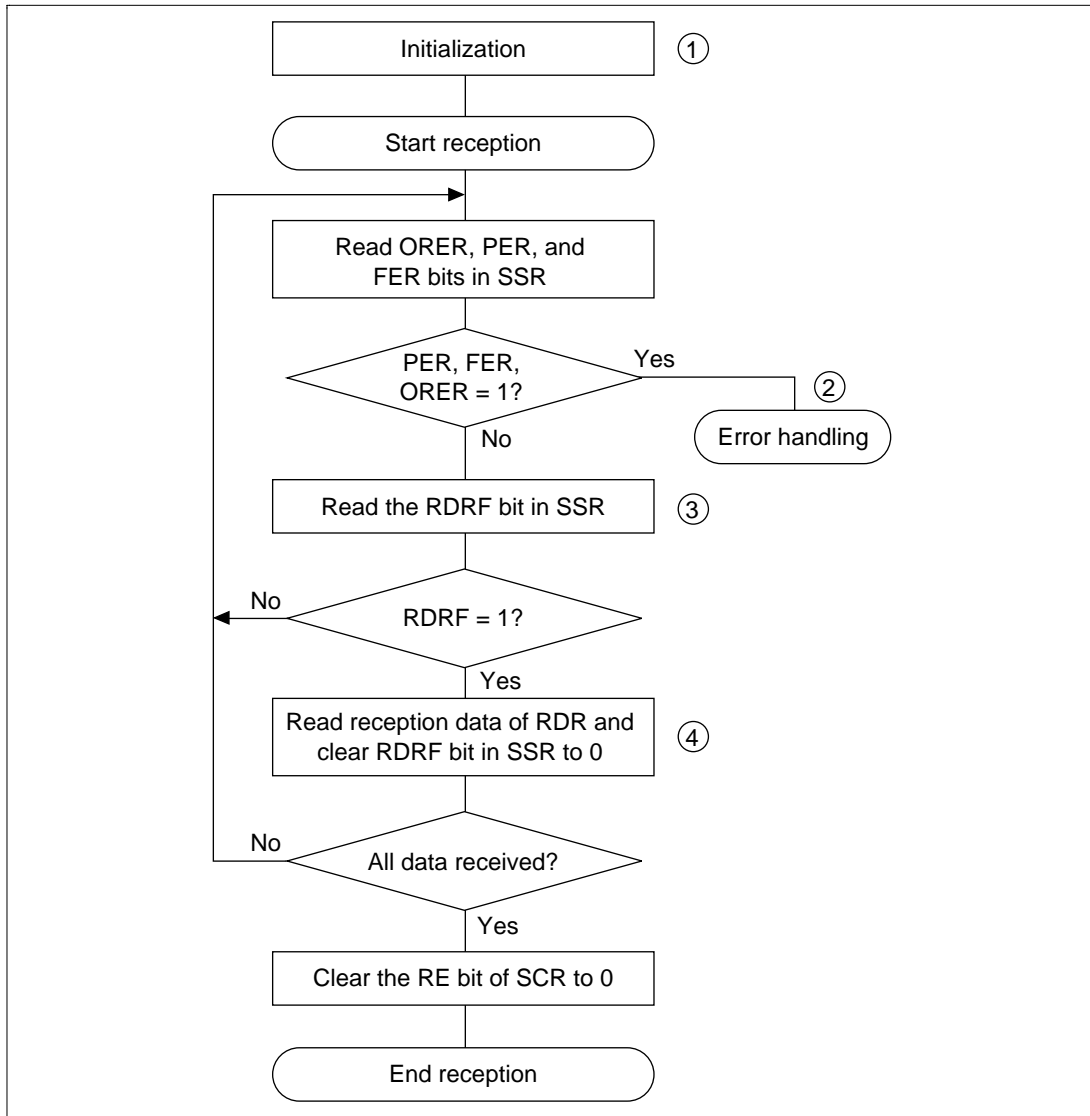 Initialization
1
Start reception
Read ORER, PER, and
FER bits in SSR
PER, FER,
ORER = 1?
Yes
2
Error handling
No
Read the RDRF bit in SSR
3
No
RDRF = 1?
Yes
Read reception data of RDR and
clear RDRF bit in SSR to 0
4
No
All data received?
Yes
Clear the RE bit of SCR to 0
End reception